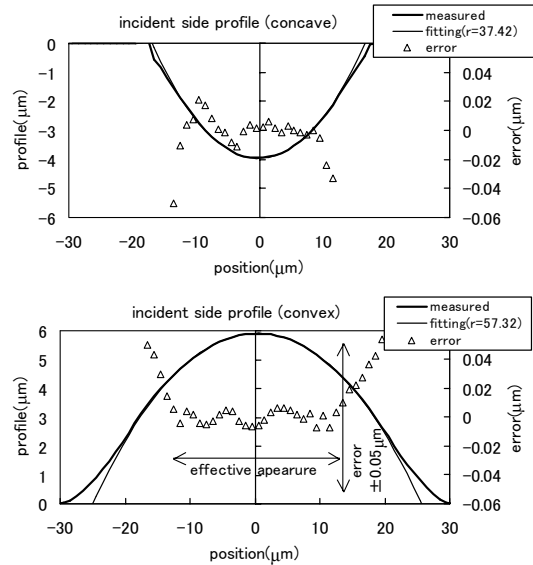 incident side profile (concave)
measured
fitting(r=37.42)
error
0
−1
−2
−3
−4
−5
−6
profile(μm)
0.04
0.02
0
−0.02
−0.04
−0.06
error(μm)
−30 −20 −10 0 10 20 30
position(μm)
incident side profile (convex)
measured
fitting(r=57.32)
error
6
5
4
3
2
1
0
profile(μm)
0.04
0.02
0
−0.02
−0.04
−0.06
error(μm)
effective apearure
error
±0.05μm
−30 −20 −10 0 10 20 30
position(μm)